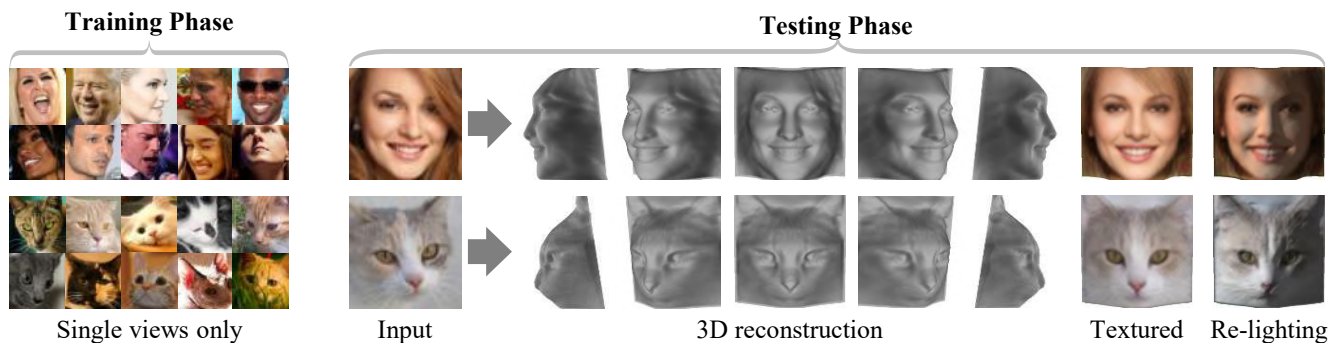 Training Phase
Testing Phase
Single views only
Input
3D reconstruction
Textured
Re-lighting